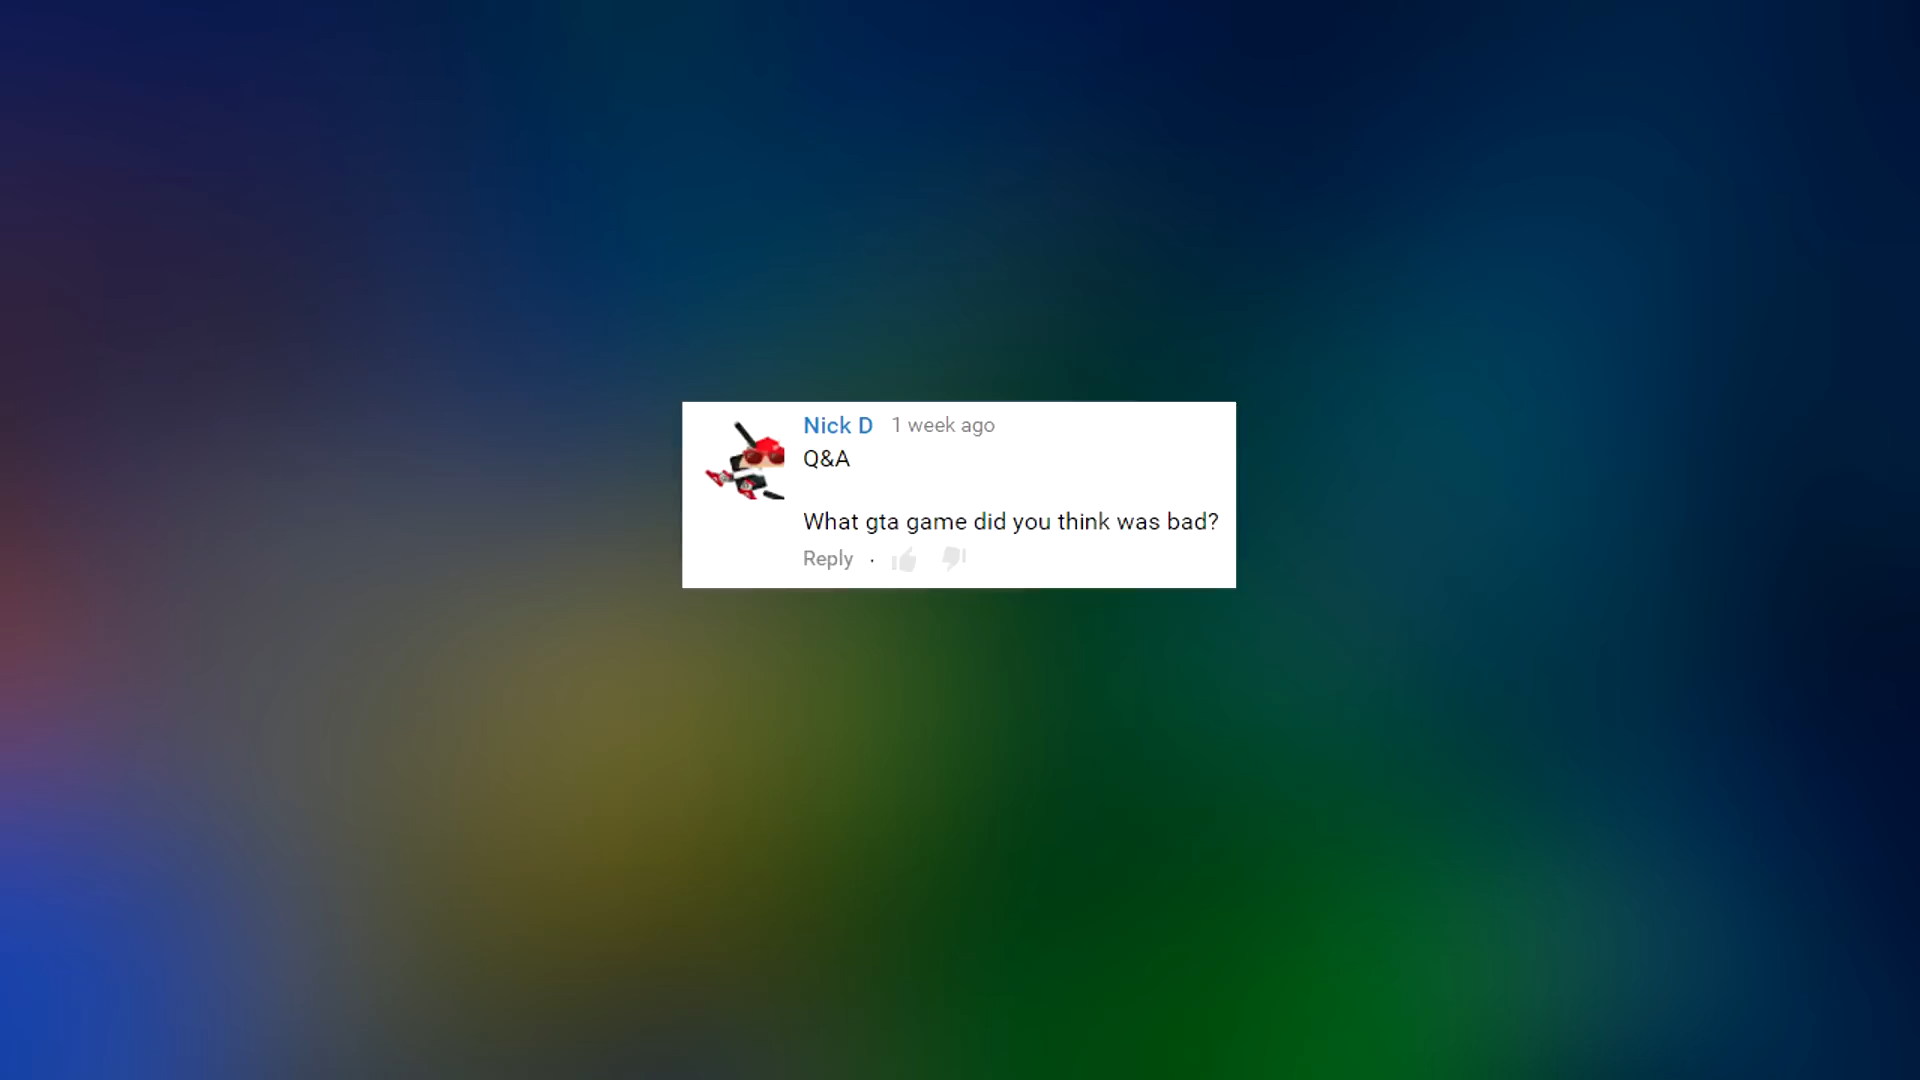 Nick D 1 week ago
Q&A
What gta game did you think was bad?
Reply ·